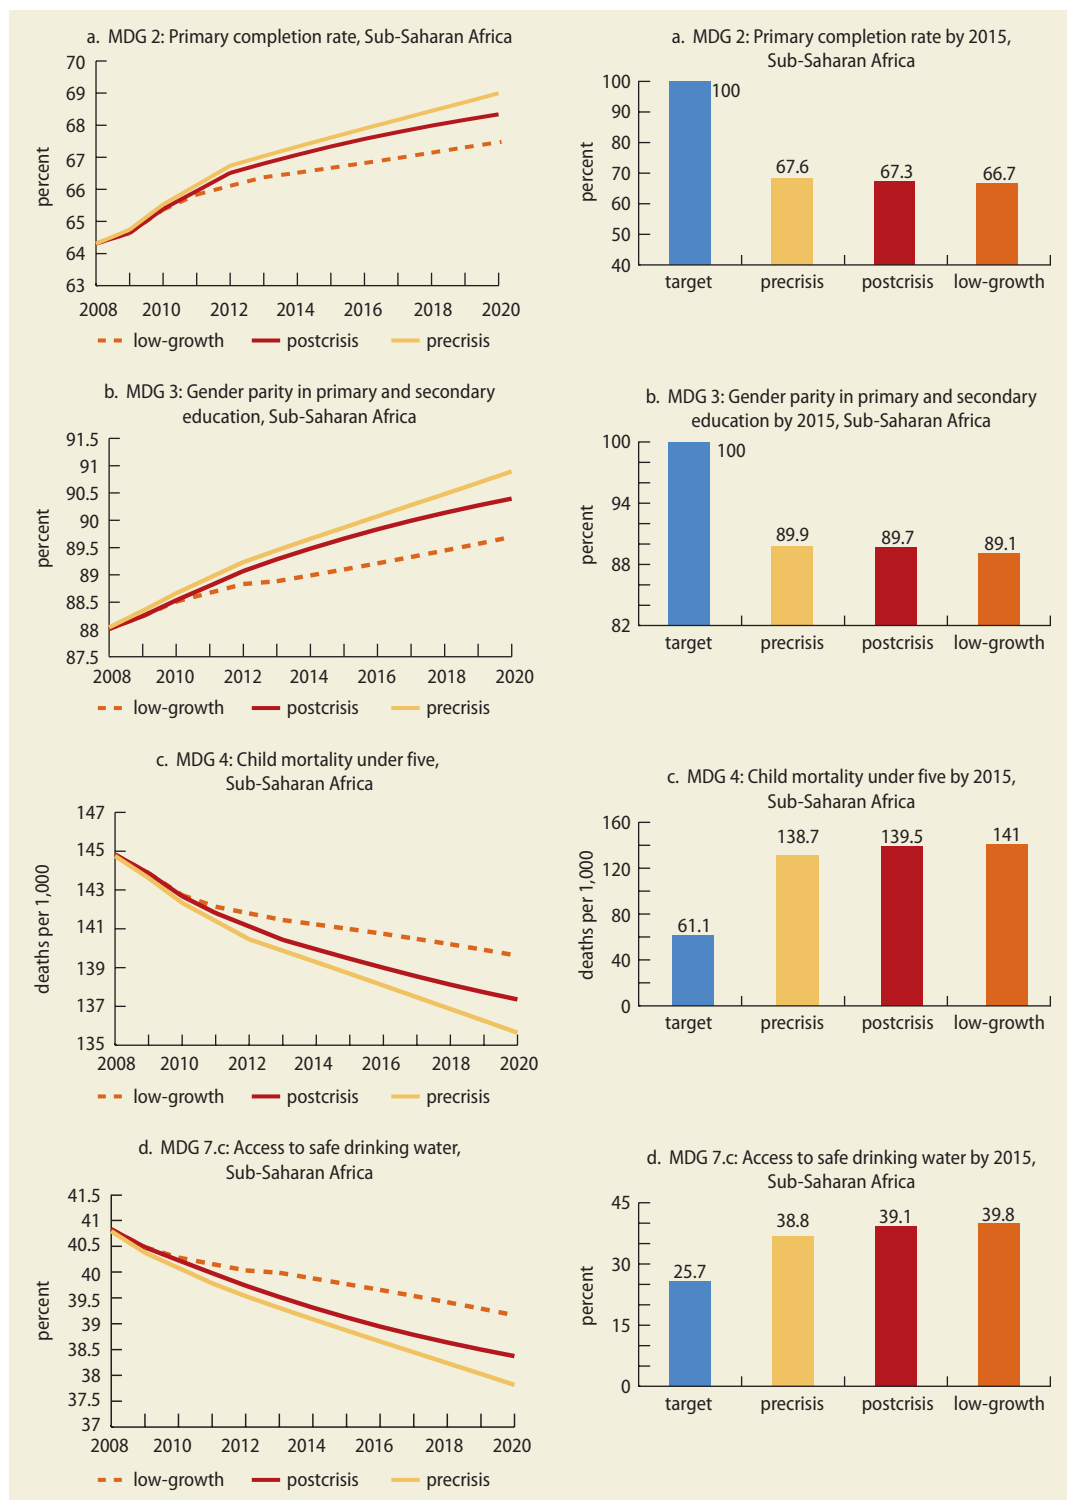 a. MDG 2: Primary completion rate, Sub-Saharan Africa
70
69
68
67
66
65
64
63
percent
2008 2010 2012 2014 2016 2018 2020
low-growth postcrisis precrisis
a. MDG 2: Primary completion rate by 2015,
Sub-Saharan Africa
100
90
80
70
60
50
40
percent
100
67.6
67.3
66.7
target precrisis postcrisis low-growth
b. MDG 3: Gender parity in primary and secondary
education, Sub-Saharan Africa
91.5
91
90.5
90
89.5
89
88.5
88
87.5
percent
2008 2010 2012 2014 2016 2018 2020
low-growth postcrisis precrisis
b. MDG 3: Gender parity in primary and secondary
education by 2015, Sub-Saharan Africa
100
94
88
82
percent
100
89.9
89.7
89.1
target precrisis postcrisis low-growth
c. MDG 4: Child mortality under five,
Sub-Saharan Africa
147
145
143
141
139
137
135
deaths per 1,000
2008 2010 2012 2014 2016 2018 2020
low-growth postcrisis precrisis
c. MDG 4: Child mortality under five by 2015,
Sub-Saharan Africa
160
120
80
40
0
deaths per 1,000
61.1
138.7
139.5
141
target precrisis postcrisis low-growth
d. MDG 7.c: Access to safe drinking water,
Sub-Saharan Africa
41.5
41
40.5
40
39.5
39
38.5
38
37.5
37
percent
2008 2010 2012 2014 2016 2018 2020
low-growth postcrisis precrisis
d. MDG 7.c: Access to safe drinking water by 2015,
Sub-Saharan Africa
45
30
15
0
percent
25.7
38.8
39.1
39.8
target precrisis postcrisis low-growth